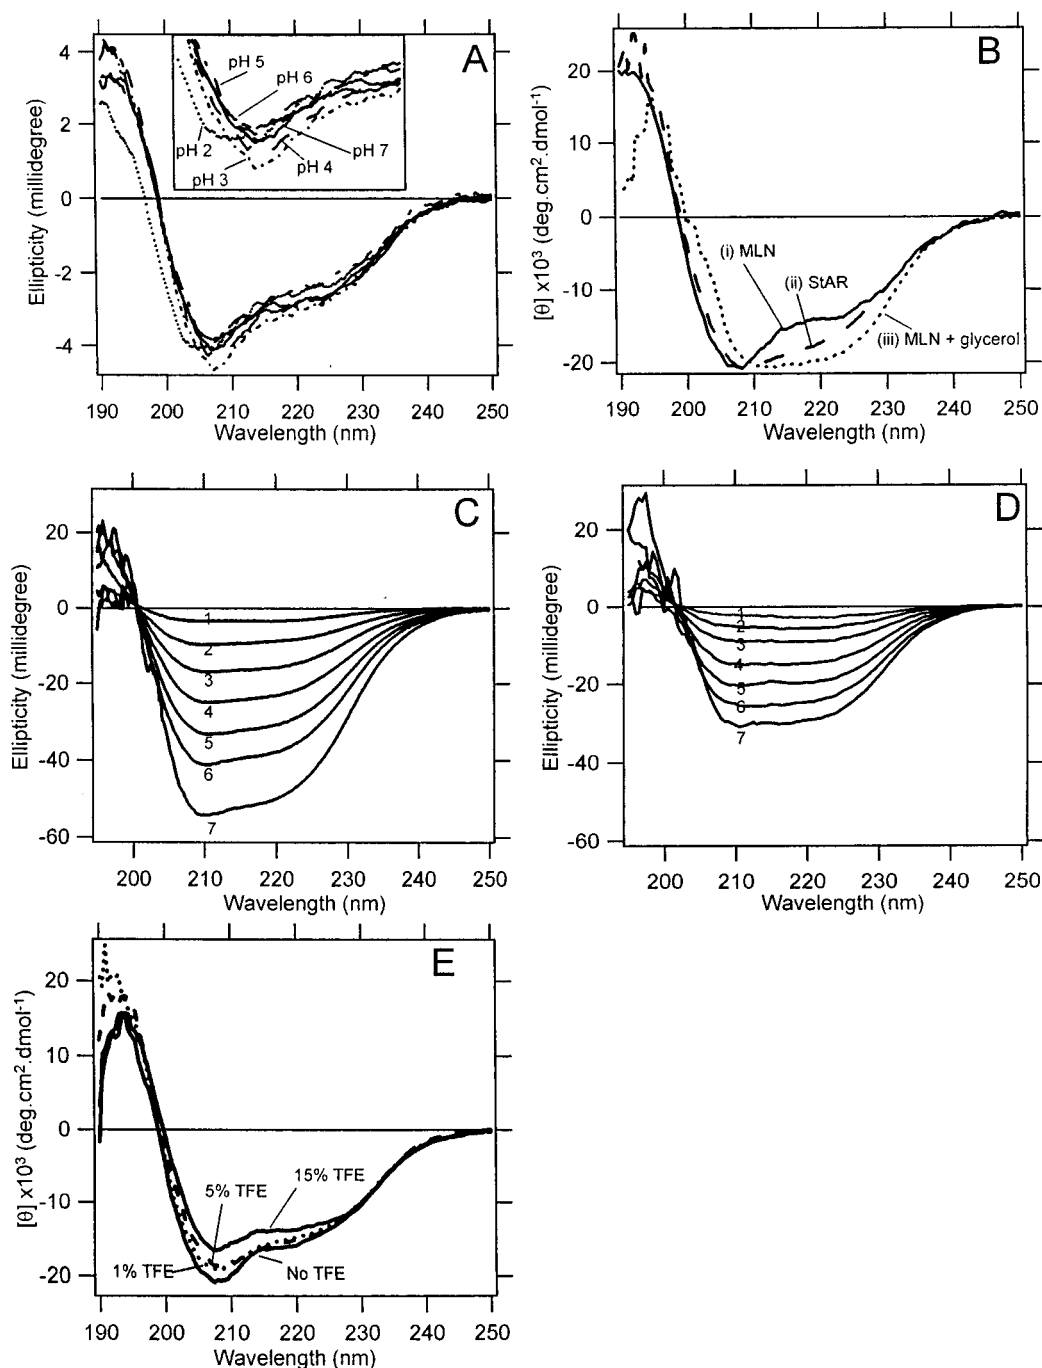 A
Ellipticity (millidegree)
4
2
0
-2
-4
pH 5
pH 6
pH 2
pH 7
pH 3
pH 4
190 200 210 220 230 240 250
Wavelength (nm)
B
[θ] x10³ (deg.cm².dmol⁻¹)
20
10
0
-10
-20
(i) MLN
(ii) StAR
(iii) MLN + glycerol
190 200 210 220 230 240 250
Wavelength (nm)
C
Ellipticity (millidegree)
20
0
-20
-40
-60
1
2
3
4
5
6
7
200 210 220 230 240 250
Wavelength (nm)
D
Ellipticity (millidegree)
20
0
-20
-40
-60
1
2
3
4
5
6
7
200 210 220 230 240 250
Wavelength (nm)
E
[θ] x10³ (deg.cm².dmol⁻¹)
20
10
0
-10
-20
5% TFE
15% TFE
1% TFE
No TFE
190 200 210 220 230 240 250
Wavelength (nm)